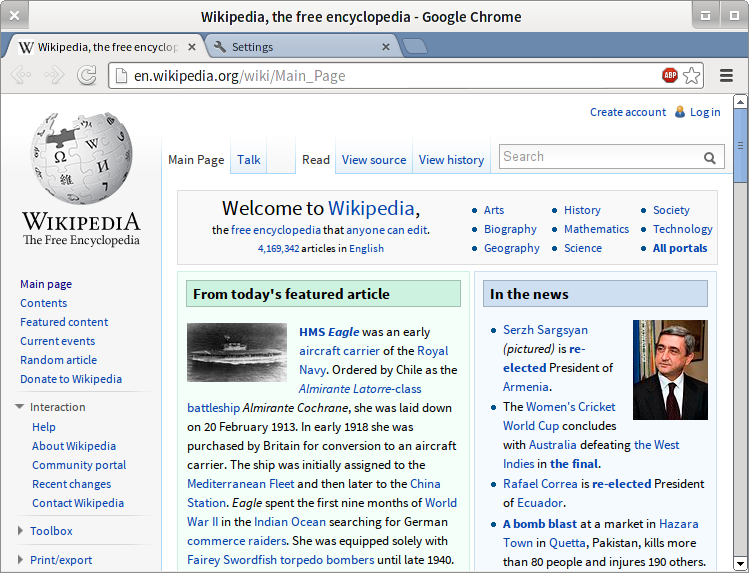 Wikipedia, the free encyclopedia - Google Chrome
Wikipedia, the free encyclop
Settings
en.wikipedia.org/wiki/Main_Page
ABP
Create account Log in
Main Page Talk Read View source View history Search
WIKIPEDIA
The Free Encyclopedia
Main page
Contents
Featured content
Current events
Random article
Donate to Wikipedia
Interaction
Help
About Wikipedia
Community portal
Recent changes
Contact Wikipedia
Toolbox
Print/export
Welcome to Wikipedia,
the free encyclopedia that anyone can edit.
4,169,342 articles in English
Arts
Biography
Geography
History
Mathematics
Science
Society
Technology
All portals
From today's featured article
HMS Eagle was an early
aircraft carrier of the Royal
Navy. Ordered by Chile as the
Almirante Latorre-class
battleship Almirante Cochrane, she was laid down
on 20 February 1913. In early 1918 she was
purchased by Britain for conversion to an aircraft
carrier. The ship was initially assigned to the
Mediterranean Fleet and then later to the China
Station. Eagle spent the first nine months of World
War II in the Indian Ocean searching for German
commerce raiders. She was equipped solely with
Fairey Swordfish torpedo bombers until late 1940.
In the news
Serzh Sargsyan
(pictured) is re-
elected President of
Armenia.
The Women's Cricket
World Cup concludes
with Australia defeating the West
Indies in the final.
Rafael Correa is re-elected President
of Ecuador.
A bomb blast at a market in Hazara
Town in Quetta, Pakistan, kills more
than 80 people and injures 190 others.